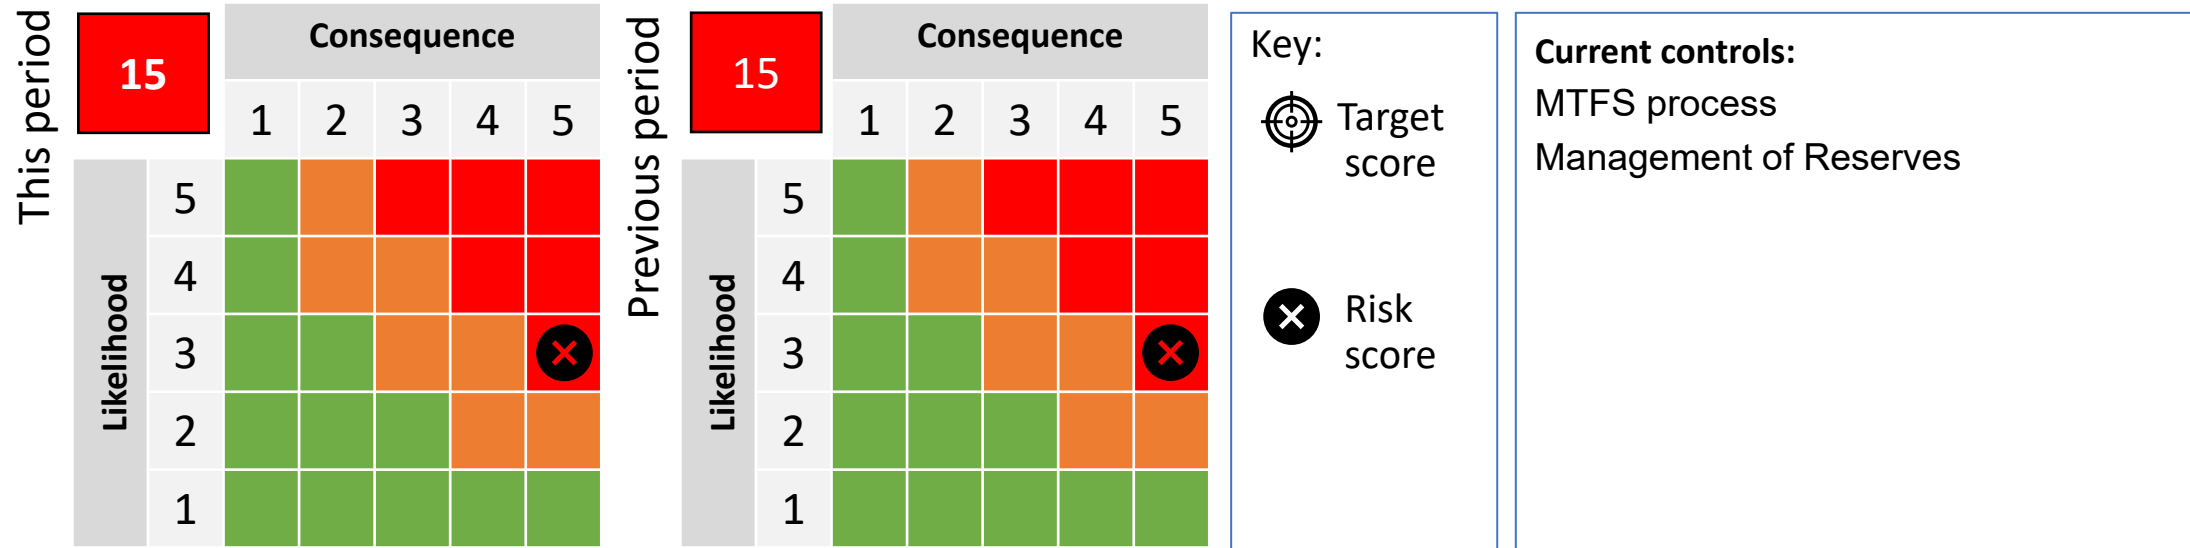 This period
15
Consequence
1 2 3 4 5
Likelihood
5
4
3
2
1
Previous period
15
Consequence
1 2 3 4 5
Likelihood
5
4
3
2
1
Key:
Target
score
Risk
score
Current controls:
MTFS process
Management of Reserves